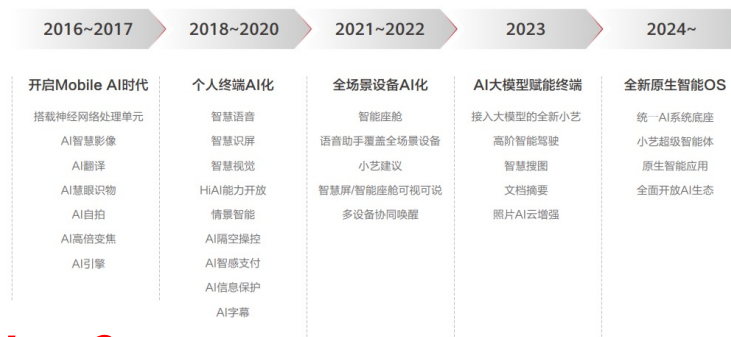 2016~2017
2018~2020
2021~2022
2023
2024~
开启Mobile AI时代
搭载神经网络处理单元
AI智慧影像
AI翻译
AI慧眼识物
AI自拍
AI高倍变焦
AI引擎
个人终端AI化
智慧语音
智慧识屏
智慧视觉
HiAI能力开放
情景智能
AI隔空操控
AI智感支付
AI信息保护
AI字幕
全场景设备AI化
智能座舱
语音助手覆盖全场景设备
小艺建议
智慧屏/智能座舱可视可说
多设备协同唤醒
AI大模型赋能终端
接入大模型的全新小艺
高阶智能驾驶
智慧搜图
文档摘要
照片AI云增强
全新原生智能OS
统一AI系统底座
小艺超级智能体
原生智能应用
全面开放AI生态